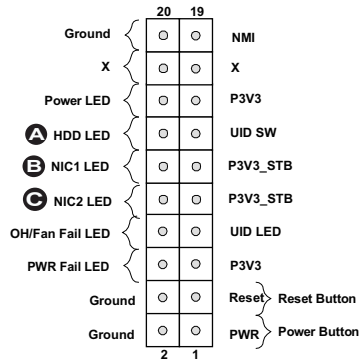 20 19
Ground NMI
X X
Power LED P3V3
A HDD LED UID SW
B NIC1 LED P3V3_STB
C NIC2 LED P3V3_STB
OH/Fan Fail LED UID LED
PWR Fail LED P3V3
Ground Reset Reset Button
Ground PWR Power Button
2 1